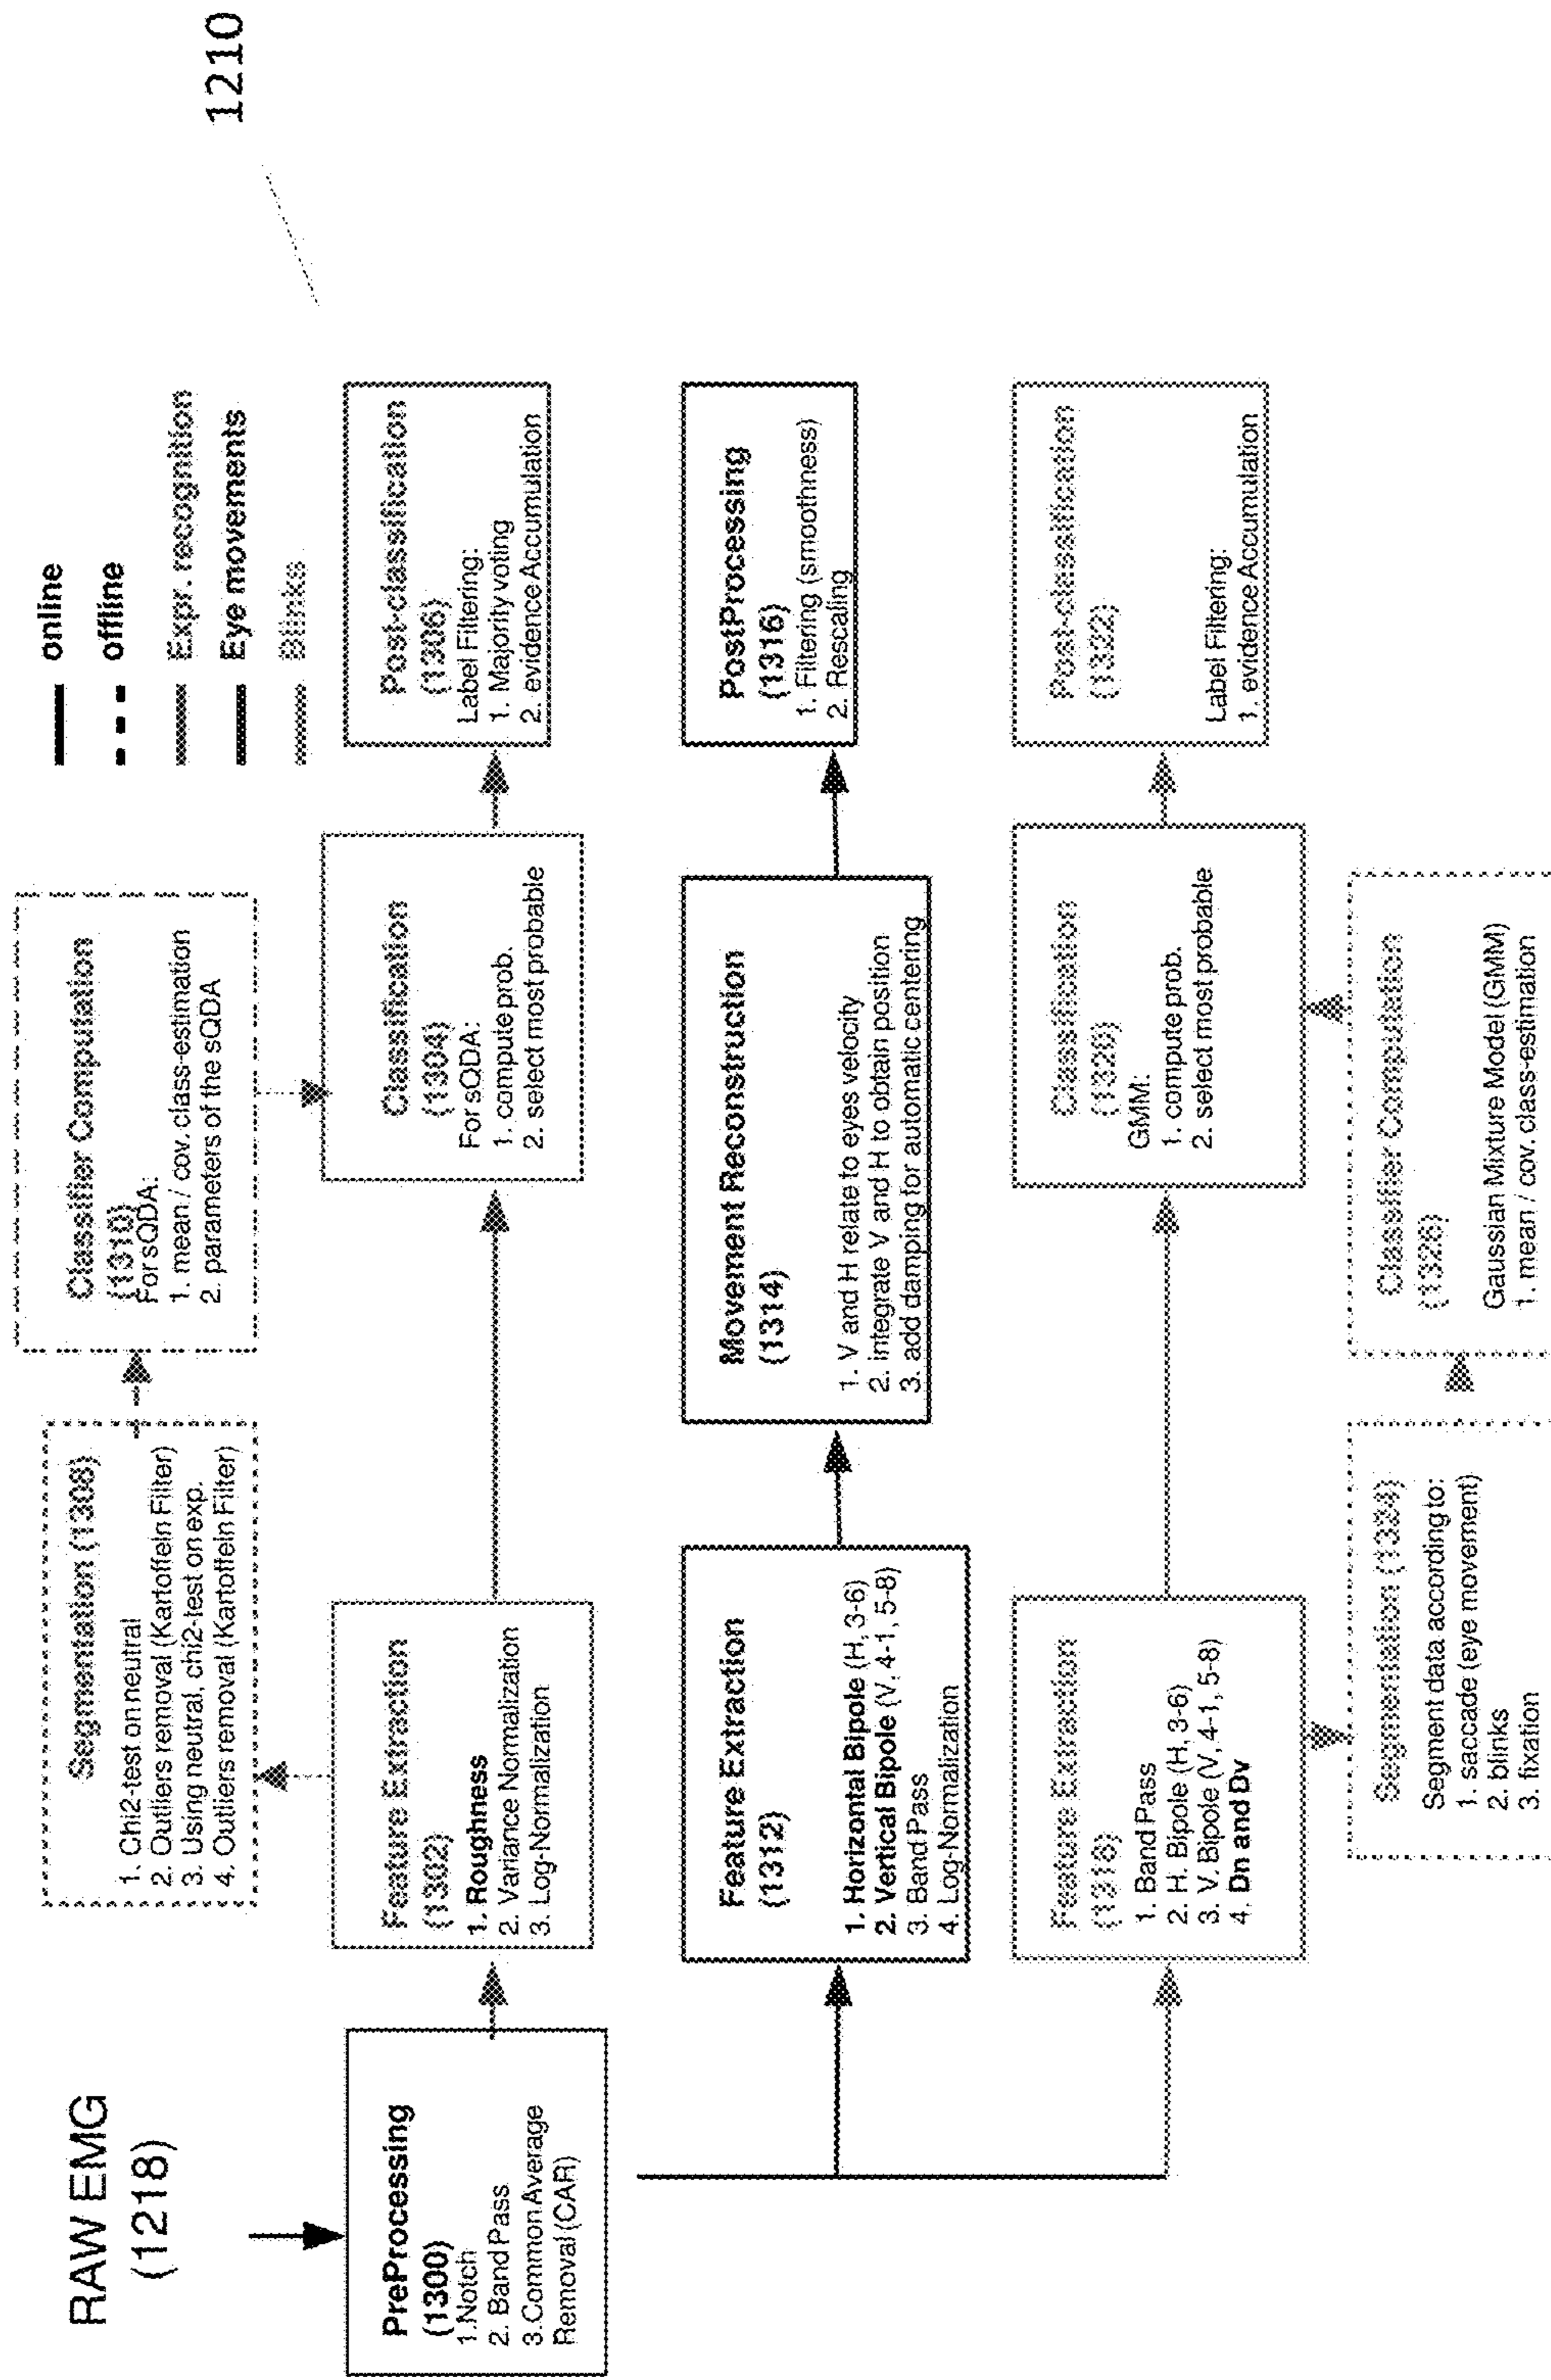 RAW EMG
(1218)
online
offline
Expr. recognition
Eye movements
Blinks
1210
PreProcessing
(1300)
1.Notch
2. Band Pass
3.Common Average
Removal (CAR)
Segmentation (1308)
1. Chi2-test on neutral
2. Outliers removal (Kartoffeln Filter)
3. Using neutral, chi2-test on exp.
4. Outliers removal (Kartoffeln Filter)
Classifier Computation
(1310)
For sQDA:
1. mean / cov. class-estimation
2. parameters of the sQDA
Feature Extraction
(1302)
1. Roughness
2. Variance Normalization
3. Log-Normalization
Classification
(1304)
For sQDA:
1. compute prob.
2. select most probable
Post-classification
(1306)
Label Filtering:
1. Majority voting
2. evidence Accumulation
Feature Extraction
(1312)
1. Horizontal Bipole (H, 3-6)
2. Vertical Bipole (V, 4-1, 5-8)
3. Band Pass
4. Log-Normalization
Movement Reconstruction
(1314)
1. V and H relate to eyes velocity
2. integrate V and H to obtain position
3. add damping for automatic centering
PostProcessing
(1316)
1. Filtering (smoothness)
2. Rescaling
Feature Extraction
(1318)
1. Band Pass
2. H. Bipole (H, 3-6)
3. V. Bipole (V, 4-1, 5-8)
4. Dn and Dv
Classification
(1320)
GMM:
1. compute prob.
2. select most probable
Post-classification
(1322)
Label Filtering:
1. evidence Accumulation
Segmentation (1324)
Segment data according to:
1. saccade (eye movement)
2. blinks
3. fixation
Classifier Computation
(1326)
Gaussian Mixture Model (GMM)
1. mean / cov. class-estimation